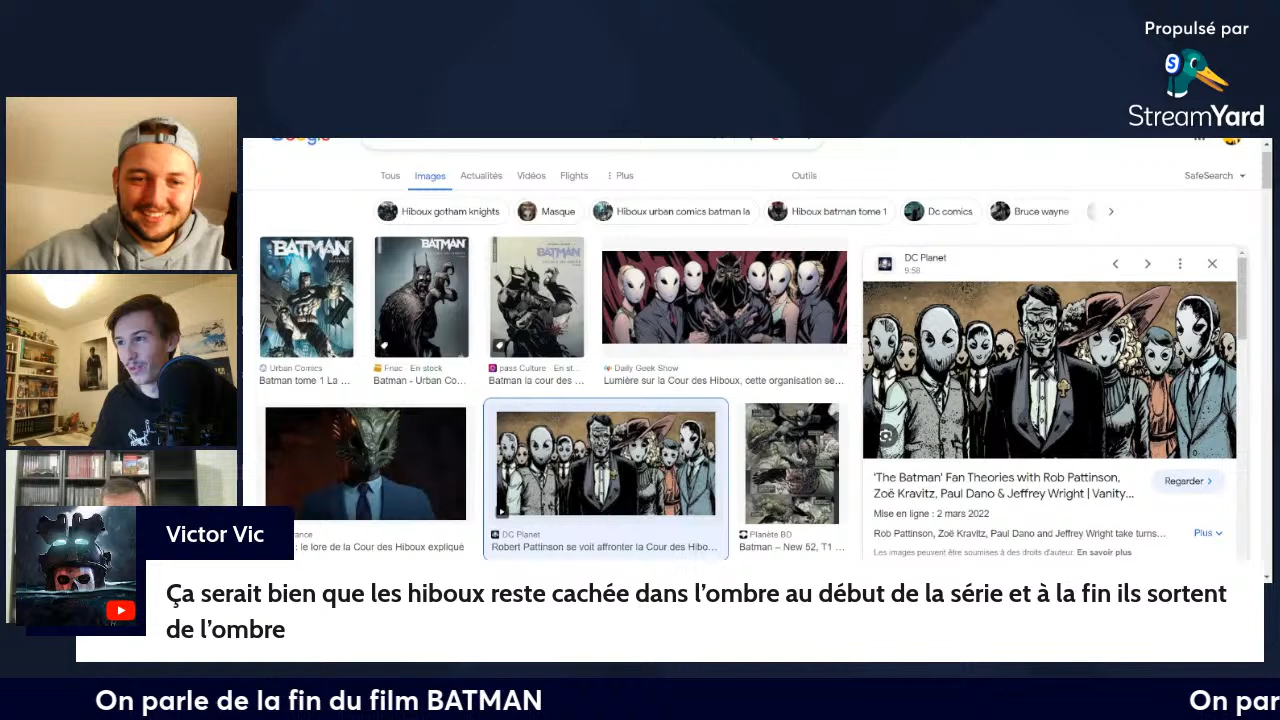 Propulsé par
StreamYard
Google
Tous Images Actualités Vidéos Flights Plus Outils SafeSearch
Hiboux gotham knights Masque Hiboux urban comics batman la Hiboux batman tome 1 Dc comics Bruce wayne
BATMAN
BATMAN
BATMAN
Urban Comics
Batman tome 1 La ...
Fnac - En stock
Batman - Urban Co...
pass Culture · En st...
Batman la cour des ...
Daily Geek Show
Lumière sur la Cour des Hiboux, cette organisation se...
: le lore de la Cour des Hiboux expliqué
DC Planet
Robert Pattinson se voit affronter la Cour des Hibo...
Planète BD
Batman – New 52, T1 ...
DC Planet
9:58
'The Batman' Fan Theories with Rob Pattinson,
Zoë Kravitz, Paul Dano & Jeffrey Wright | Vanity...
Regarder
Mise en ligne : 2 mars 2022
Rob Pattinson, Zoë Kravitz, Paul Dano and Jeffrey Wright take turns...
Plus
Les images peuvent être soumises à des droits d'auteur. En savoir plus
Victor Vic
Ça serait bien que les hiboux reste cachée dans l'ombre au début de la série et à la fin ils sortent
de l'ombre
On parle de la fin du film BATMAN
On par